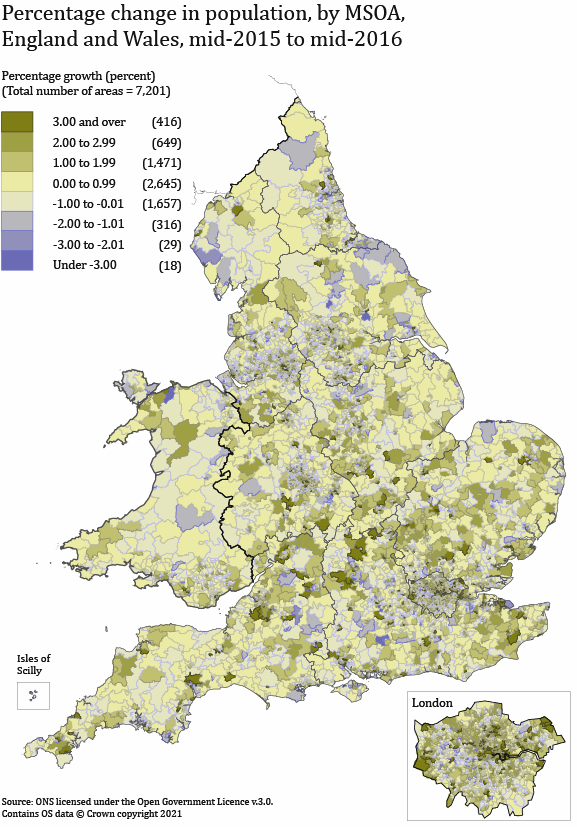 Percentage change in population, by MSOA,
England and Wales, mid-2015 to mid-2016
Percentage growth (percent)
(Total number of areas = 7,201)
3.00 and over (416)
2.00 to 2.99 (649)
1.00 to 1.99 (1,471)
0.00 to 0.99 (2,645)
-1.00 to -0.01 (1,657)
-2.00 to -1.01 (316)
-3.00 to -2.01 (29)
Under -3.00 (18)
Isles of
Scilly
London
Source: ONS licensed under the Open Government Licence v.3.0.
Contains OS data © Crown copyright 2021